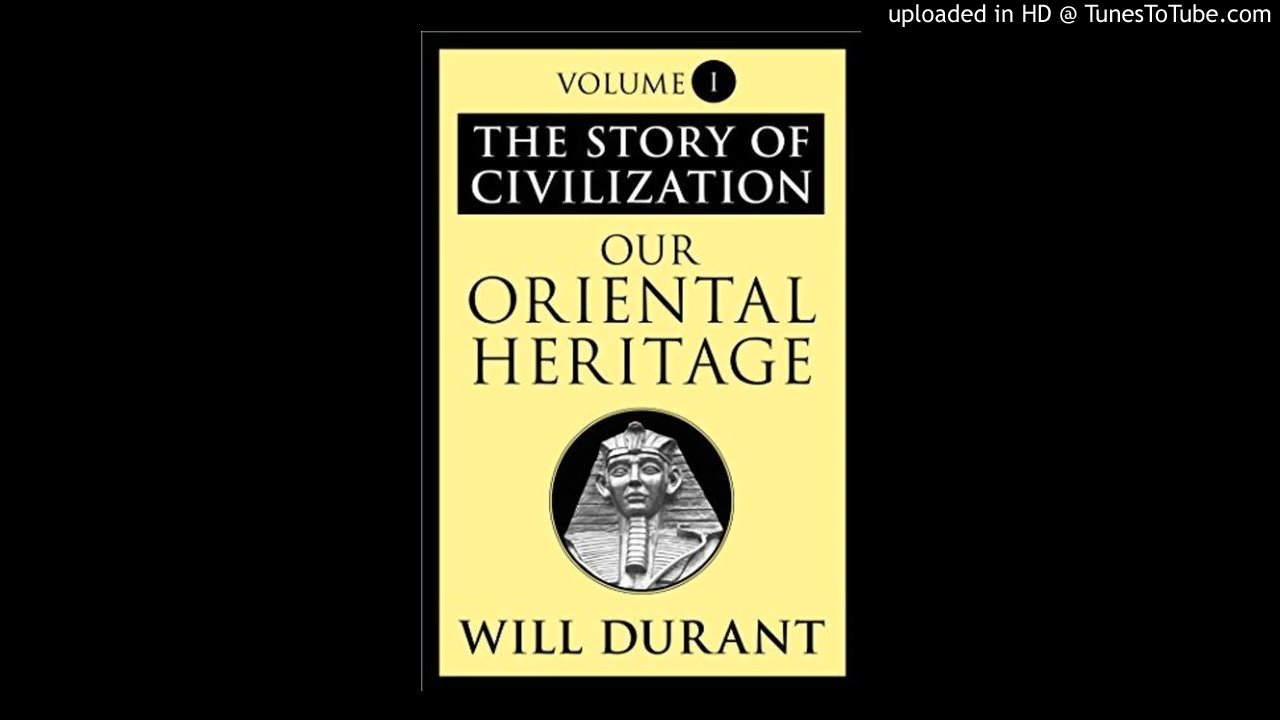 uploaded in HD @ TunesToTube.com
VOLUME I
THE STORY OF
CIVILIZATION
OUR
ORIENTAL
HERITAGE
WILL DURANT